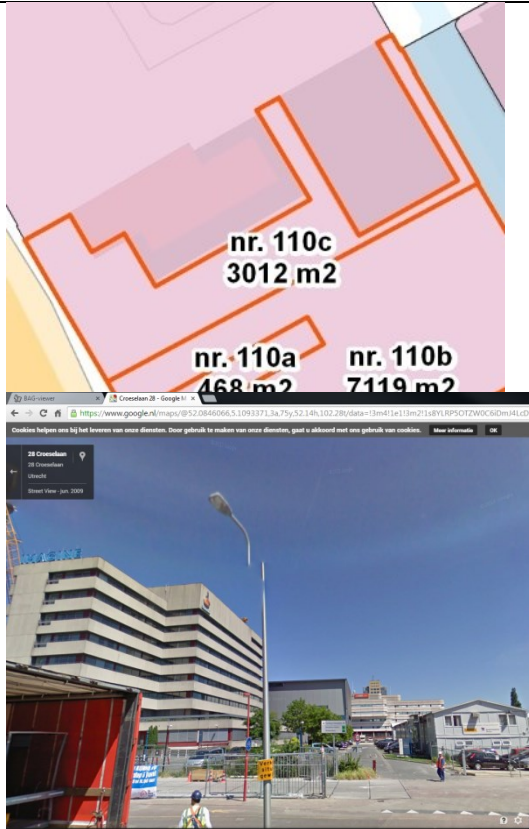 nr. 110c
3012 m2
nr. 110a
468 m2
nr. 110b
7119 m2
BAG-viewer
Croeselaan 28 - Google M
https://www.google.nl/maps/@52.0846066,5.1093371,3a,75y,52.14h,102.28t/data=!3m4!1e1!3m2!1s8YLRP5OTZW0C6iDmJ4LcD
Cookies helpen ons bij het leveren van onze diensten. Door gebruik te maken van onze diensten, gaat u akkoord met ons gebruik van cookies.
Meer informatie
OK
28 Croeselaan
28 Croeselaan
Utrecht
Street View - jun. 2009